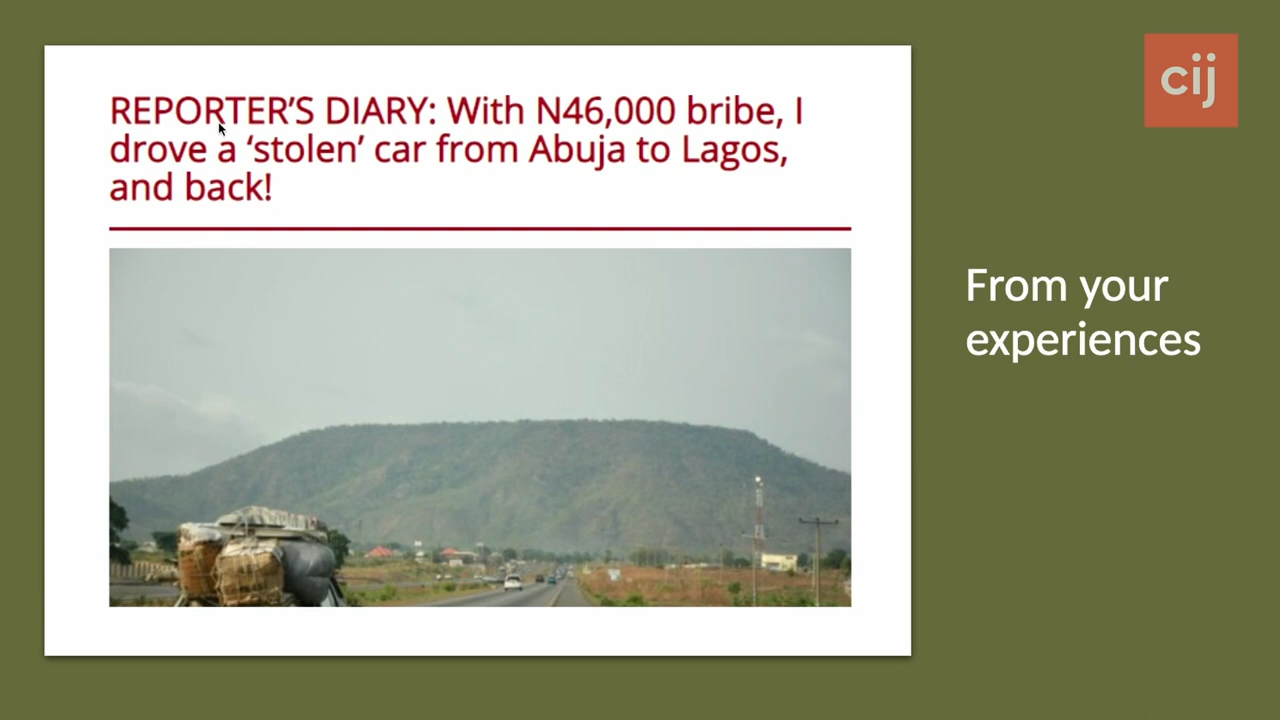 REPORTER’S DIARY: With N46,000 bribe, I
drove a ‘stolen’ car from Abuja to Lagos,
and back!
cij
From your
experiences